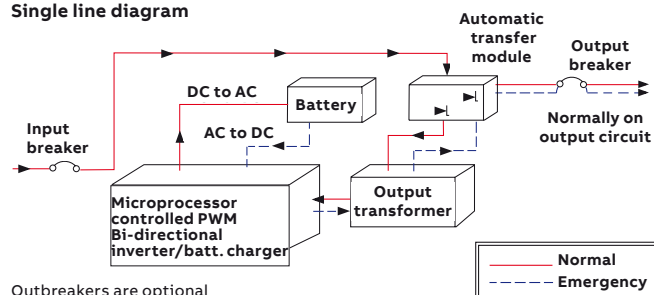 Single line diagram
Automatic
transfer
module
Output
breaker
DC to AC
Battery
AC to DC
Input
breaker
Normally on
output circuit
Microprocessor
controlled PWM
Bi-directional
inverter/batt. charger
Output
transformer
Normal
Emergency
Outbreakers are optional